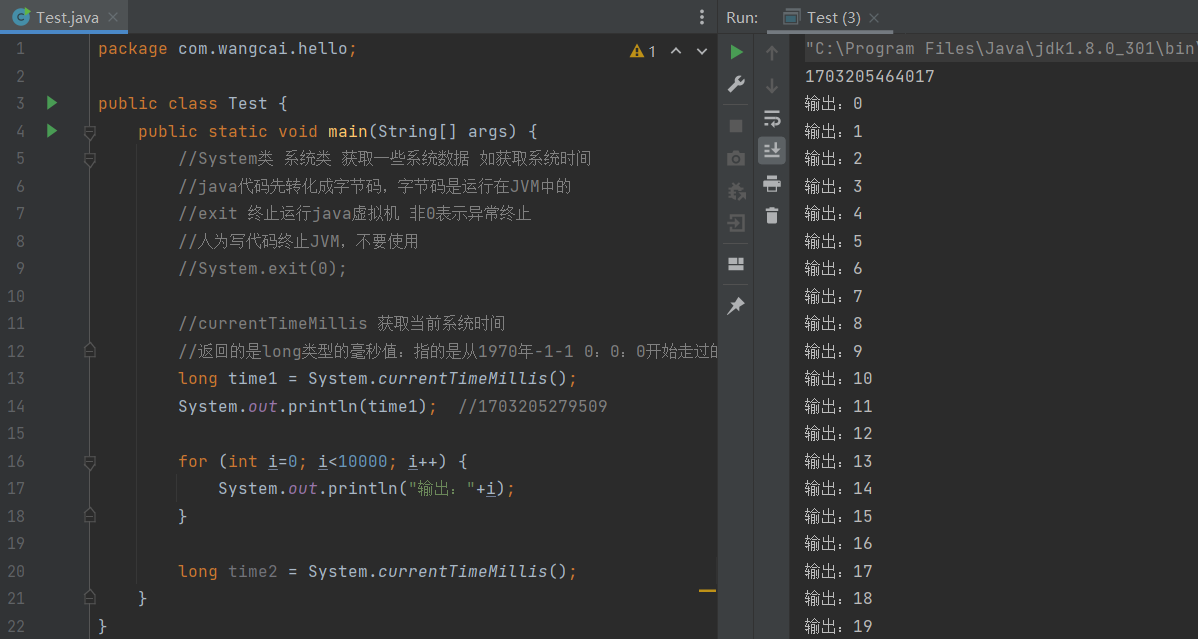 Test.java
package com.wangcai.hello;
1
public class Test {
public static void main(String[] args) {
//System类 系统类 获取一些系统数据 如获取系统时间
//java代码先转化成字节码，字节码是运行在JVM中的
//exit 终止运行java虚拟机 非0表示异常终止
//人为写代码终止JVM，不要使用
//System.exit(0);
//currentTimeMillis 获取当前系统时间
//返回的是long类型的毫秒值：指的是从1970年-1-1 0：0：0开始走过的
long time1 = System.currentTimeMillis();
System.out.println(time1);  //1703205279509
for (int i=0; i<10000; i++) {
System.out.println("输出："+i);
}
long time2 = System.currentTimeMillis();
}
}
1
2
3
4
5
6
7
8
9
10
11
12
13
14
15
16
17
18
19
20
21
22
Run:
Test (3)
"C:\Program Files\Java\jdk1.8.0_301\bin\
1703205464017
输出：0
输出：1
输出：2
输出：3
输出：4
输出：5
输出：6
输出：7
输出：8
输出：9
输出：10
输出：11
输出：12
输出：13
输出：14
输出：15
输出：16
输出：17
输出：18
输出：19